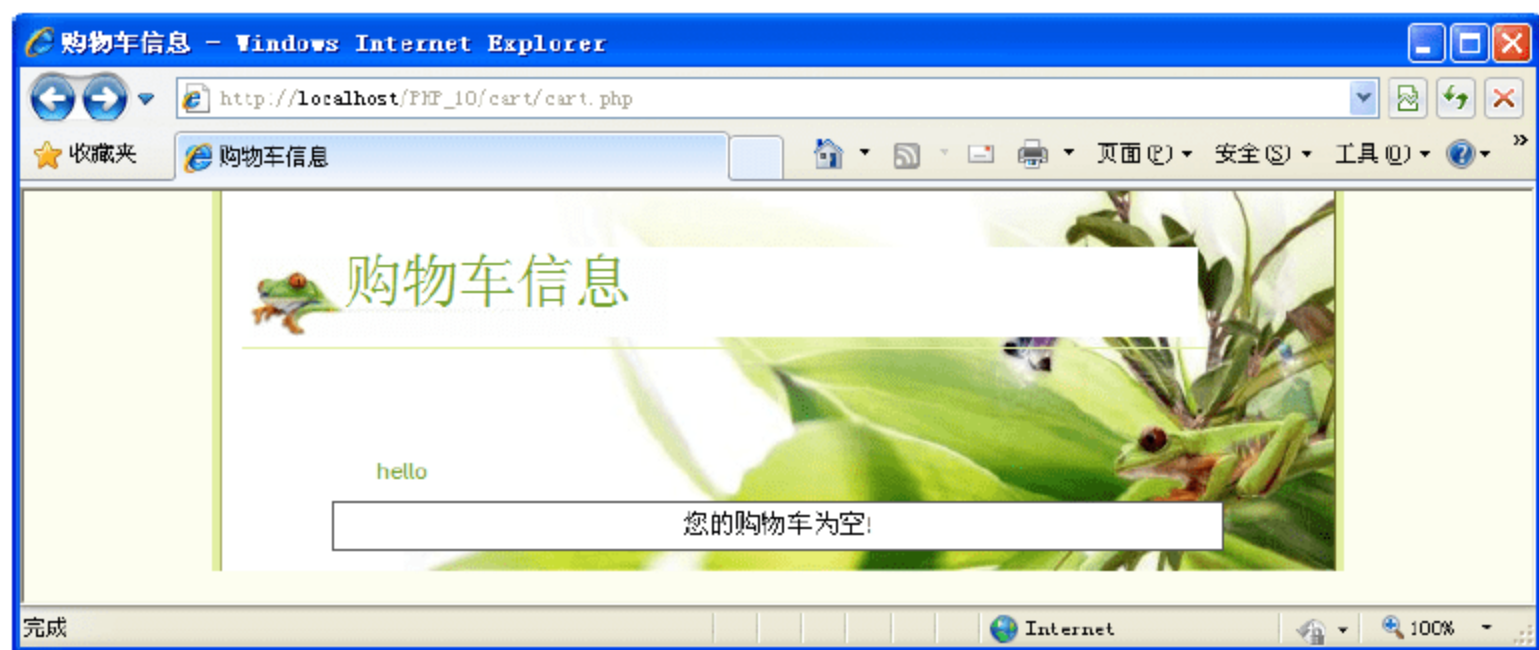 购物车信息 - Windows Internet Explorer
http://localhost/PHP_10/cart/cart.php
收藏夹 购物车信息 页面(P) 安全(S) 工具(O) »
购物车信息
hello
您的购物车为空!
完成 Internet 100%